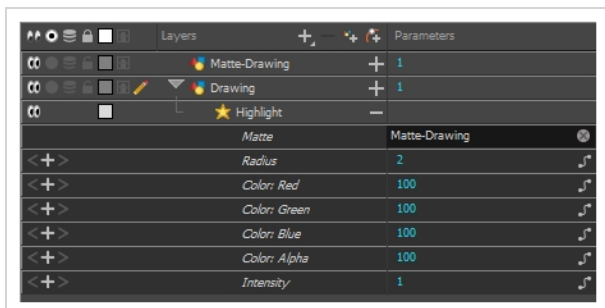 Layers Parameters
Matte-Drawing 1
Drawing 1
Highlight
Matte Matte-Drawing
Radius 2
Color: Red 100
Color: Green 100
Color: Blue 100
Color: Alpha 100
Intensity 1